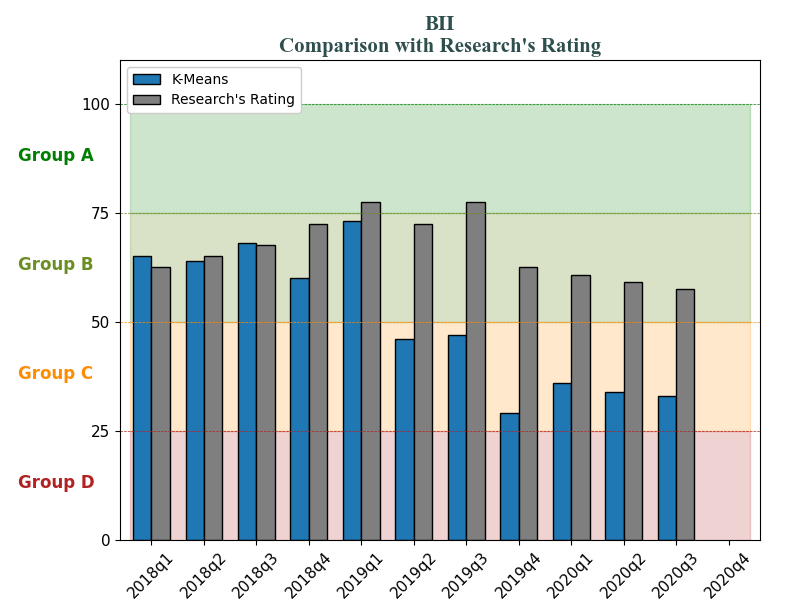 BII
Comparison with Research's Rating
K-Means
Research's Rating
100
Group A
75
Group B
50
Group C
25
Group D
0
2018q1
2018q2
2018q3
2018q4
2019q1
2019q2
2019q3
2019q4
2020q1
2020q2
2020q3
2020q4